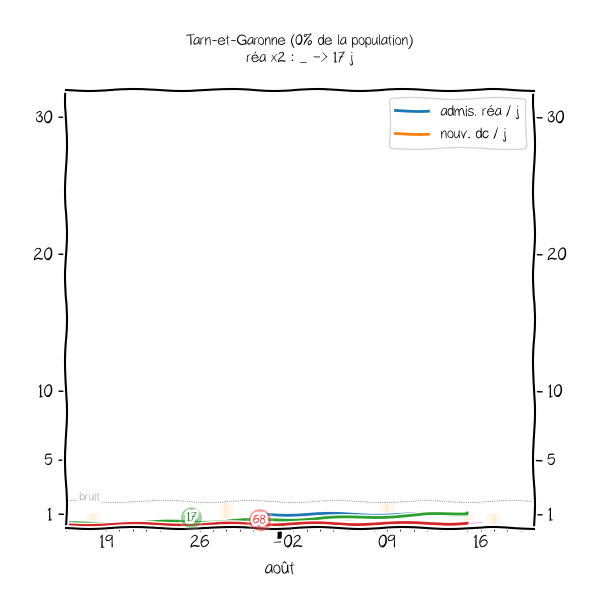 Tarn-et-Garonne (0% de la population)
réa x2 : _ -> 17 j
admis. réa / j
nouv. dc / j
30
30
20
20
10
10
5
5
... bruit
17
68
1
1
19
26
02
09
16
août